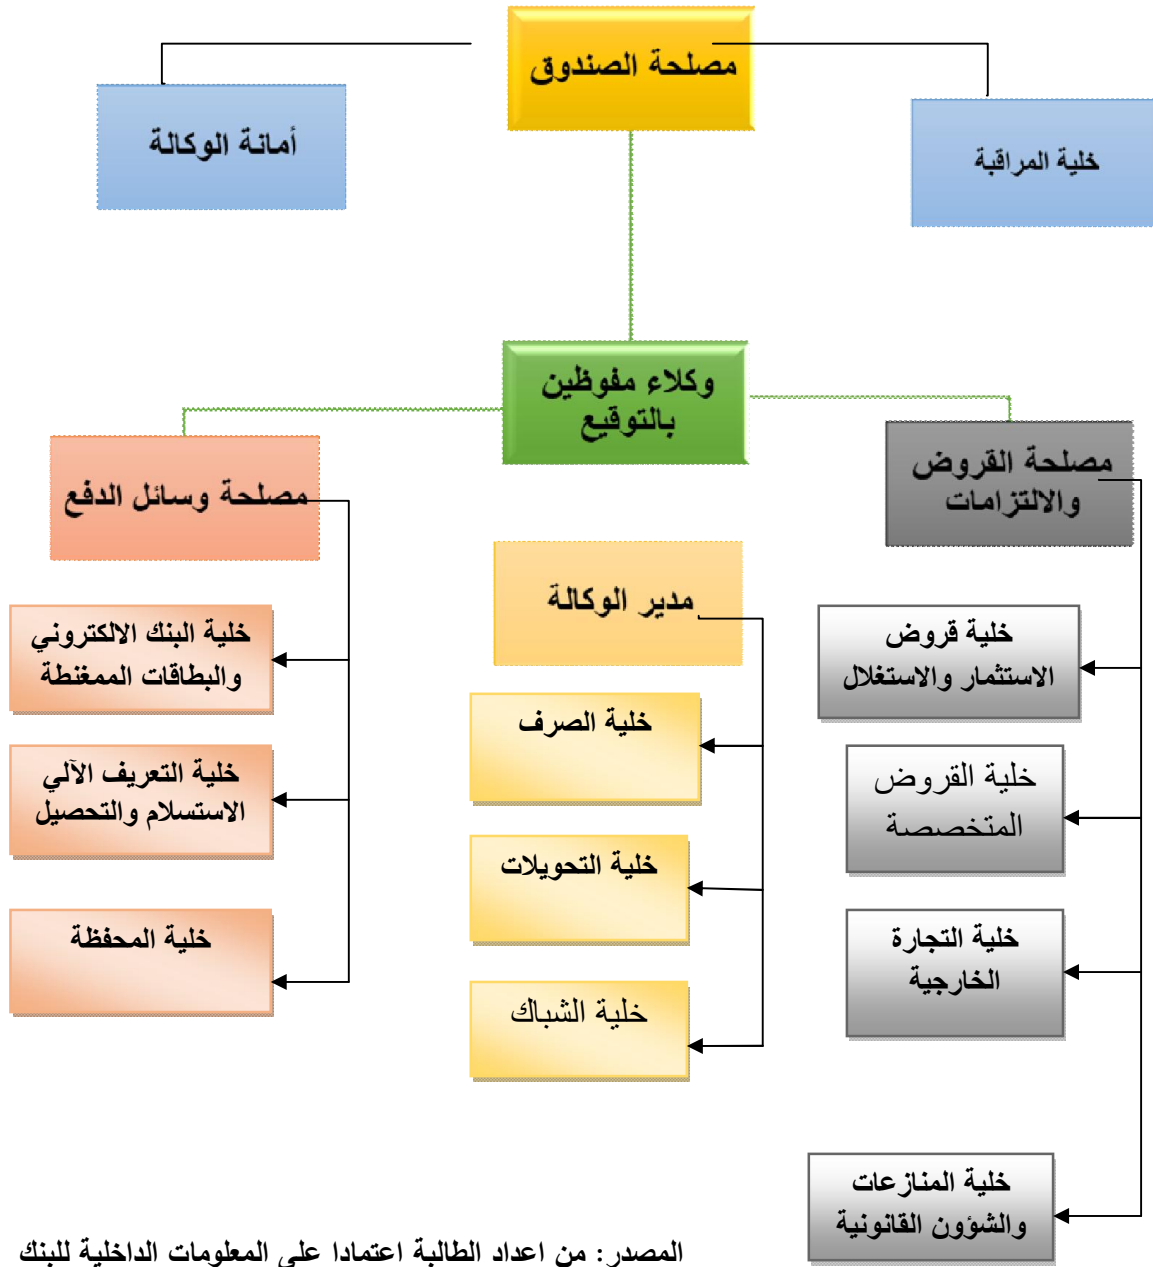 مصلحة الصندوق
خلية المراقبة
أمانة الوكالة
وكلاء مفوظين
بالتوقيع
مصلحة القروض
والالتزامات
مصلحة وسائل الدفع
مدير الوكالة
خلية قروض
الاستثمار والاستغلال
خلية القروض
المتخصصة
خلية التجارة
الخارجية
خلية المنازعات
والشؤون القانونية
خلية الصرف
خلية التحويلات
خلية الشباك
خلية البنك الالكتروني
والبطاقات الممغنطة
خلية التعريف الآلي
الاستسلام والتحصيل
خلية المحفظة
المصدر: من اعداد الطالبة اعتمادا على المعلومات الداخلية للبنك